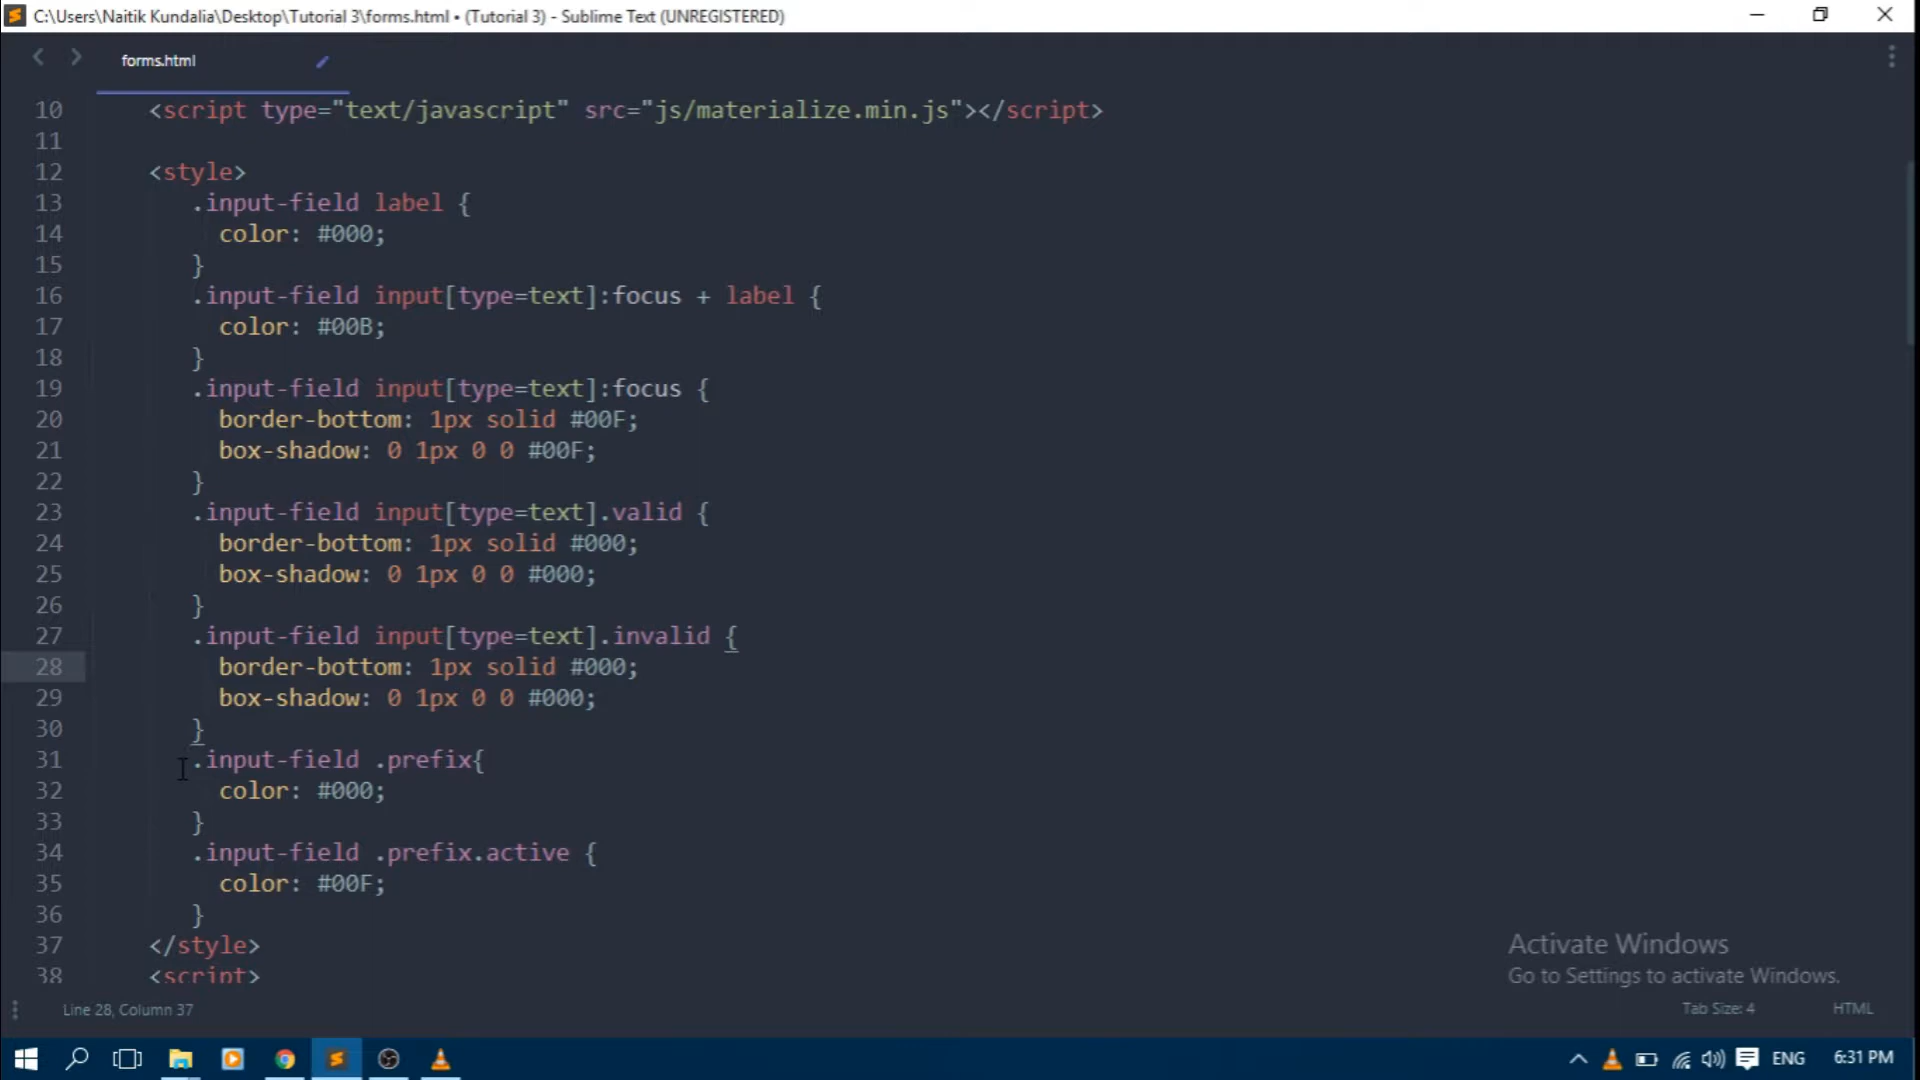 C:\Users\Naitik Kundalia\Desktop\Tutorial 3\forms.html • (Tutorial 3) - Sublime Text (UNREGISTERED)
forms.html
10 <script type="text/javascript" src="js/materialize.min.js"></script>
11
12 <style>
13 .input-field label {
14 color: #000;
15 }
16 .input-field input[type=text]:focus + label {
17 color: #00B;
18 }
19 .input-field input[type=text]:focus {
20 border-bottom: 1px solid #00F;
21 box-shadow: 0 1px 0 0 #00F;
22 }
23 .input-field input[type=text].valid {
24 border-bottom: 1px solid #000;
25 box-shadow: 0 1px 0 0 #000;
26 }
27 .input-field input[type=text].invalid {
28 border-bottom: 1px solid #000;
29 box-shadow: 0 1px 0 0 #000;
30 }
31 .input-field .prefix{
32 color: #000;
33 }
34 .input-field .prefix.active {
35 color: #00F;
36 }
37 </style>
38 <script>
Activate Windows
Go to Settings to activate Windows.
Line 28, Column 37
Tab Size: 4
HTML
ENG
6:31 PM